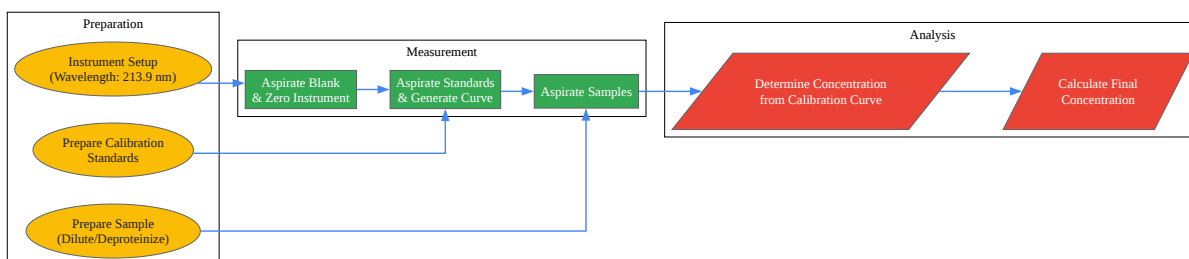 Preparation
Instrument Setup
(Wavelength: 213.9 nm)
Prepare Calibration
Standards
Prepare Sample
(Dilute/Deproteinize)
Measurement
Aspirate Blank
& Zero Instrument
Aspirate Standards
& Generate Curve
Aspirate Samples
Analysis
Determine Concentration
from Calibration Curve
Calculate Final
Concentration